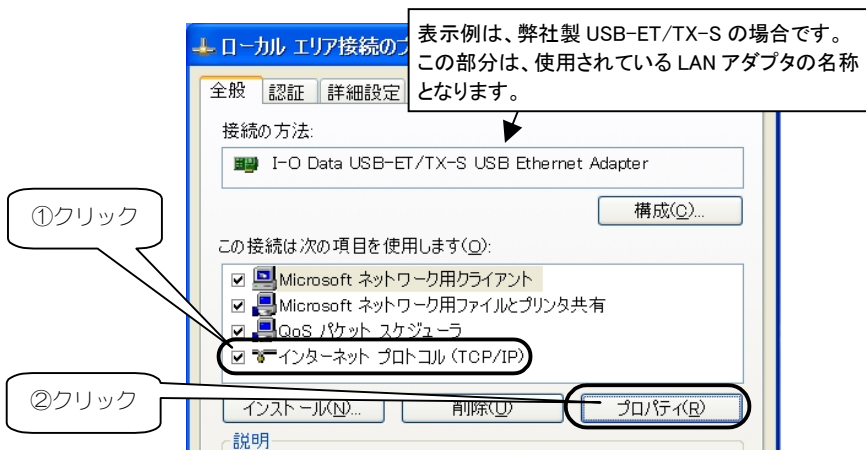 表示例は、弊社製 USB-ET/TX-S の場合です。
この部分は、使用されている LAN アダプタの名称
となります。
ローカル エリア接続のプ
全般
認証
詳細設定
接続の方法:
I-O Data USB-ET/TX-S USB Ethernet Adapter
構成(C)...
①クリック
この接続は次の項目を使用します(O):
Microsoft ネットワーク用クライアント
Microsoft ネットワーク用ファイルとプリンタ共有
QoS パケット スケジューラ
インターネット プロトコル (TCP/IP)
②クリック
インストール(N)...
削除(U)
プロパティ(R)
説明